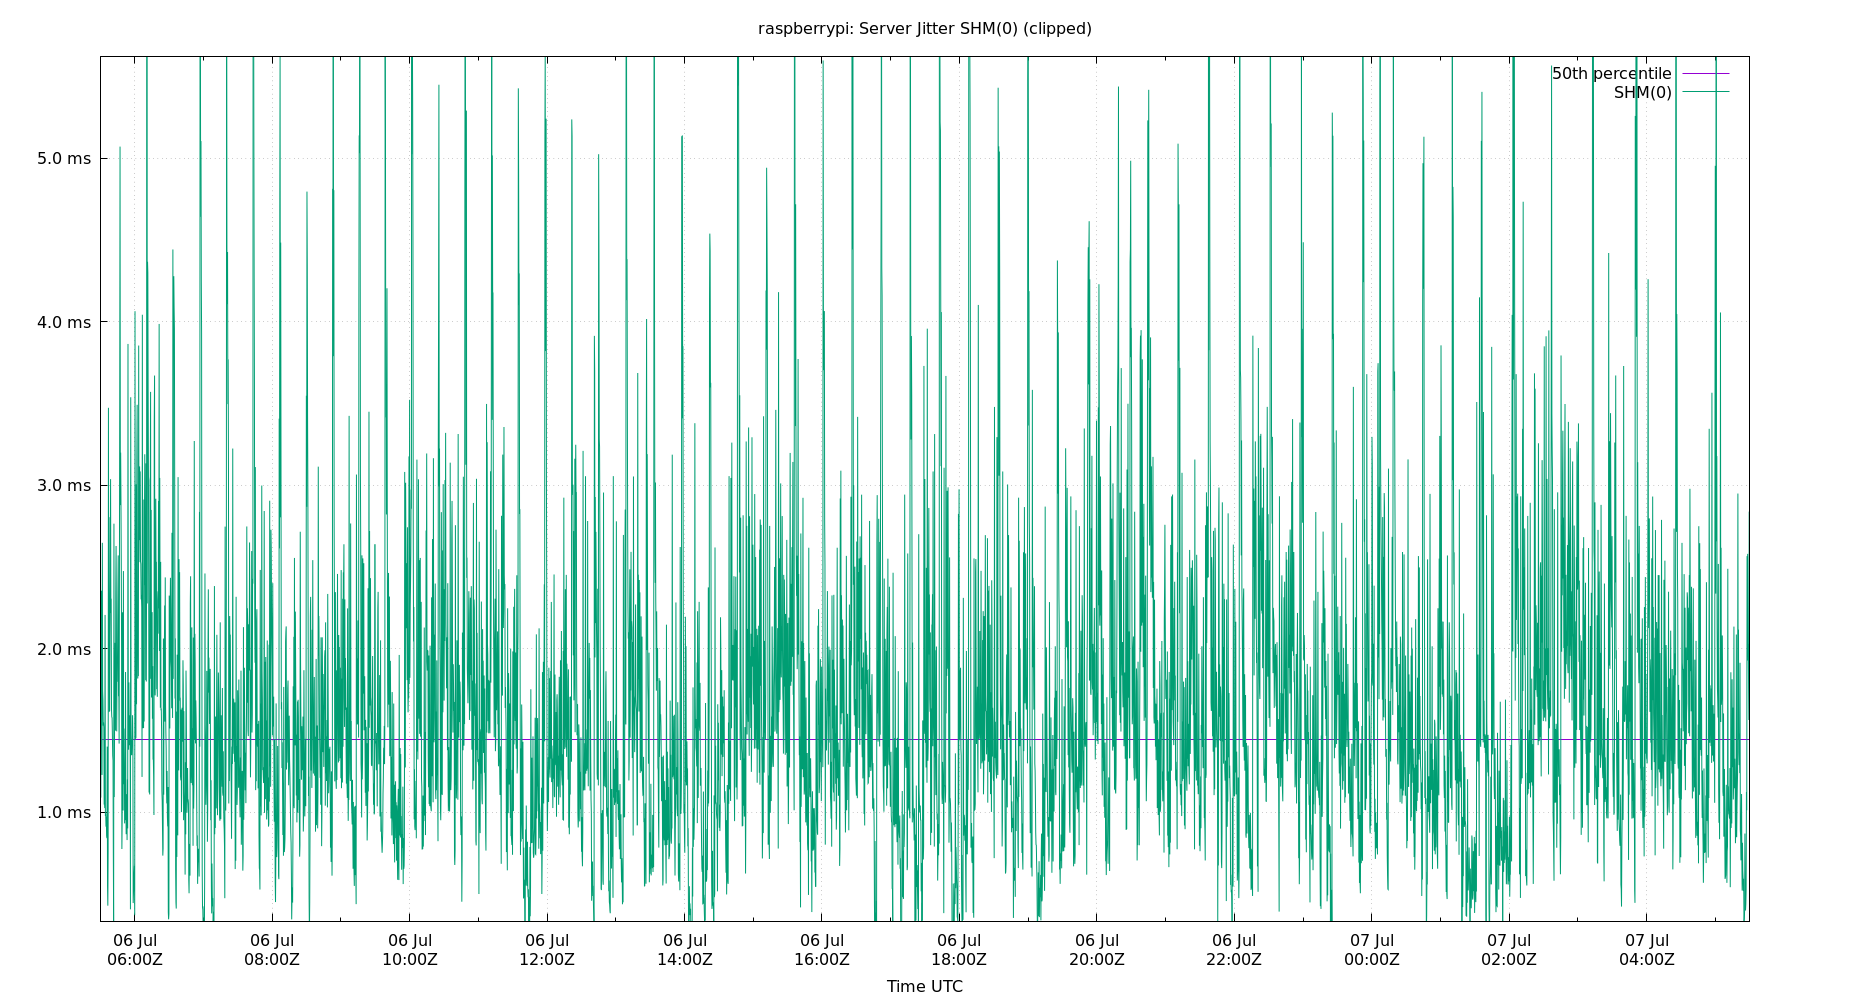 raspberrypi: Server Jitter SHM(0) (clipped)
50th percentile
SHM(0)
5.0 ms
4.0 ms
3.0 ms
2.0 ms
1.0 ms
06 Jul 06 Jul 06 Jul 06 Jul 06 Jul 06 Jul 06 Jul 06 Jul 06 Jul 07 Jul 07 Jul 07 Jul
06:00Z 08:00Z 10:00Z 12:00Z 14:00Z 16:00Z 18:00Z 20:00Z 22:00Z 00:00Z 02:00Z 04:00Z
Time UTC